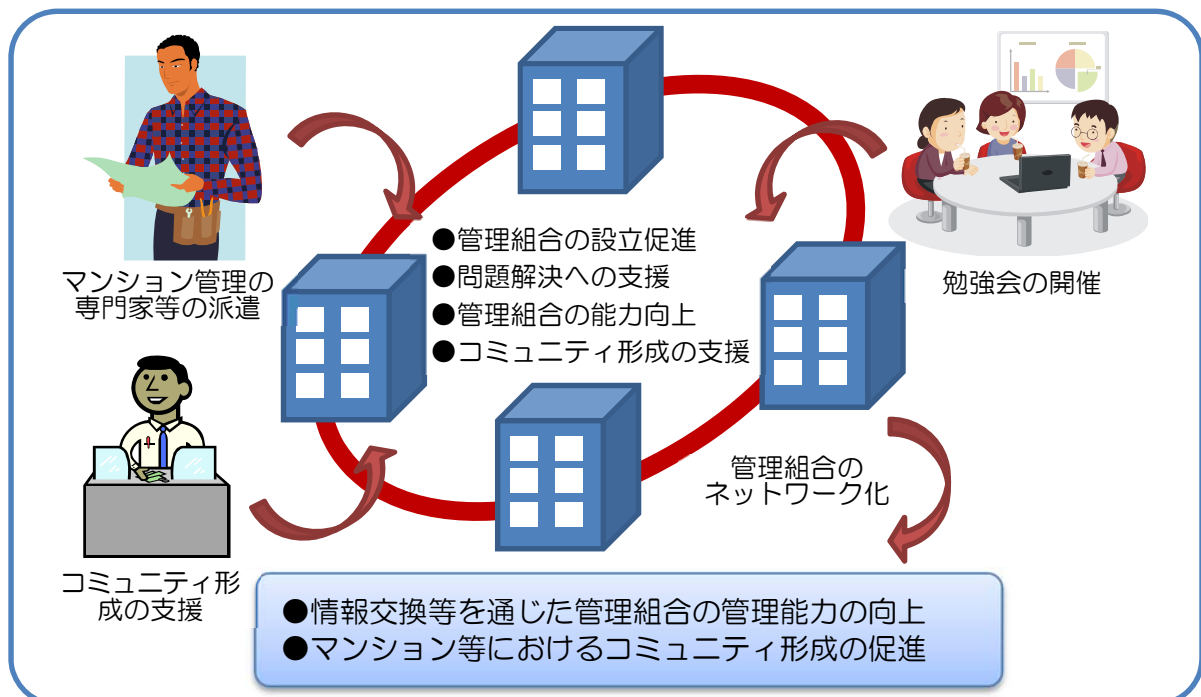 マンション管理の
専門家等の派遣
●管理組合の設立促進
●問題解決への支援
●管理組合の能力向上
●コミュニティ形成の支援
勉強会の開催
コミュニティ形
成の支援
管理組合の
ネットワーク化
●情報交換等を通じた管理組合の管理能力の向上
●マンション等におけるコミュニティ形成の促進